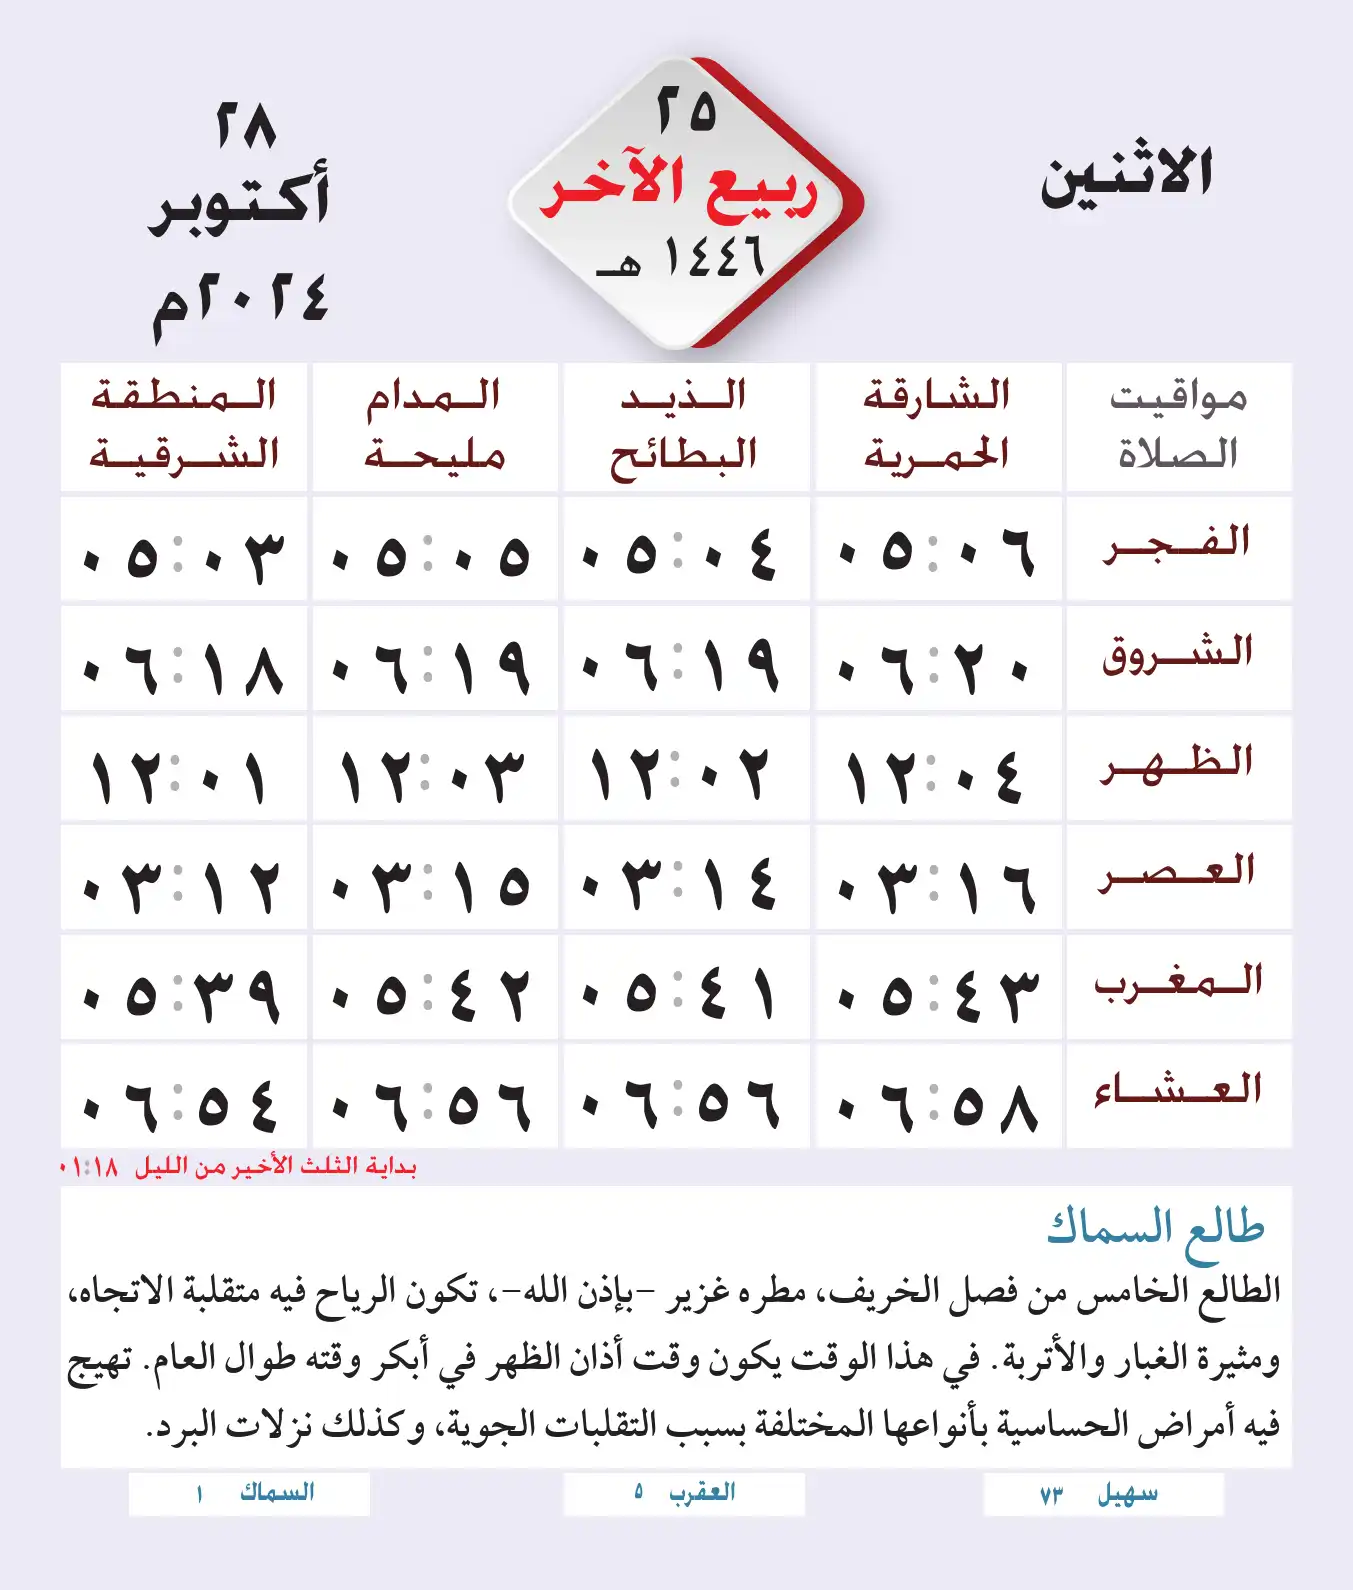 الاثنين
٢٥
ربيع الآخر
١٤٤٦ هـ
٢٨
أكتوبر
٢٠٢٤م
مواقيت الصلاة
الشارقة الحمرية
الذيد البطائح
المدام مليحة
المنطقة الشرقية
الفجر ٠٥:٠٦ ٠٥:٠٤ ٠٥:٠٥ ٠٥:٠٣
الشروق ٠٦:٢٠ ٠٦:١٩ ٠٦:١٩ ٠٦:١٨
الظهر ١٢:٠٤ ١٢:٠٢ ١٢:٠٣ ١٢:٠١
العصر ٠٣:١٦ ٠٣:١٤ ٠٣:١٥ ٠٣:١٢
المغرب ٠٥:٤٣ ٠٥:٤١ ٠٥:٤٢ ٠٥:٣٩
العشاء ٠٦:٥٨ ٠٦:٥٦ ٠٦:٥٦ ٠٦:٥٤
بداية الثلث الأخير من الليل ٠١:١٨
طالع السماك
الطالع الخامس من فصل الخريف، مطره غزير -بإذن الله-، تكون الرياح فيه متقلبة الاتجاه،
ومثيرة الغبار والأتربة. في هذا الوقت يكون وقت أذان الظهر في أبكر وقته طوال العام. تهيج
فيه أمراض الحساسية بأنواعها المختلفة بسبب التقلبات الجوية، وكذلك نزلات البرد.
سهيل ٧٣
العقرب ٥
السماك ١